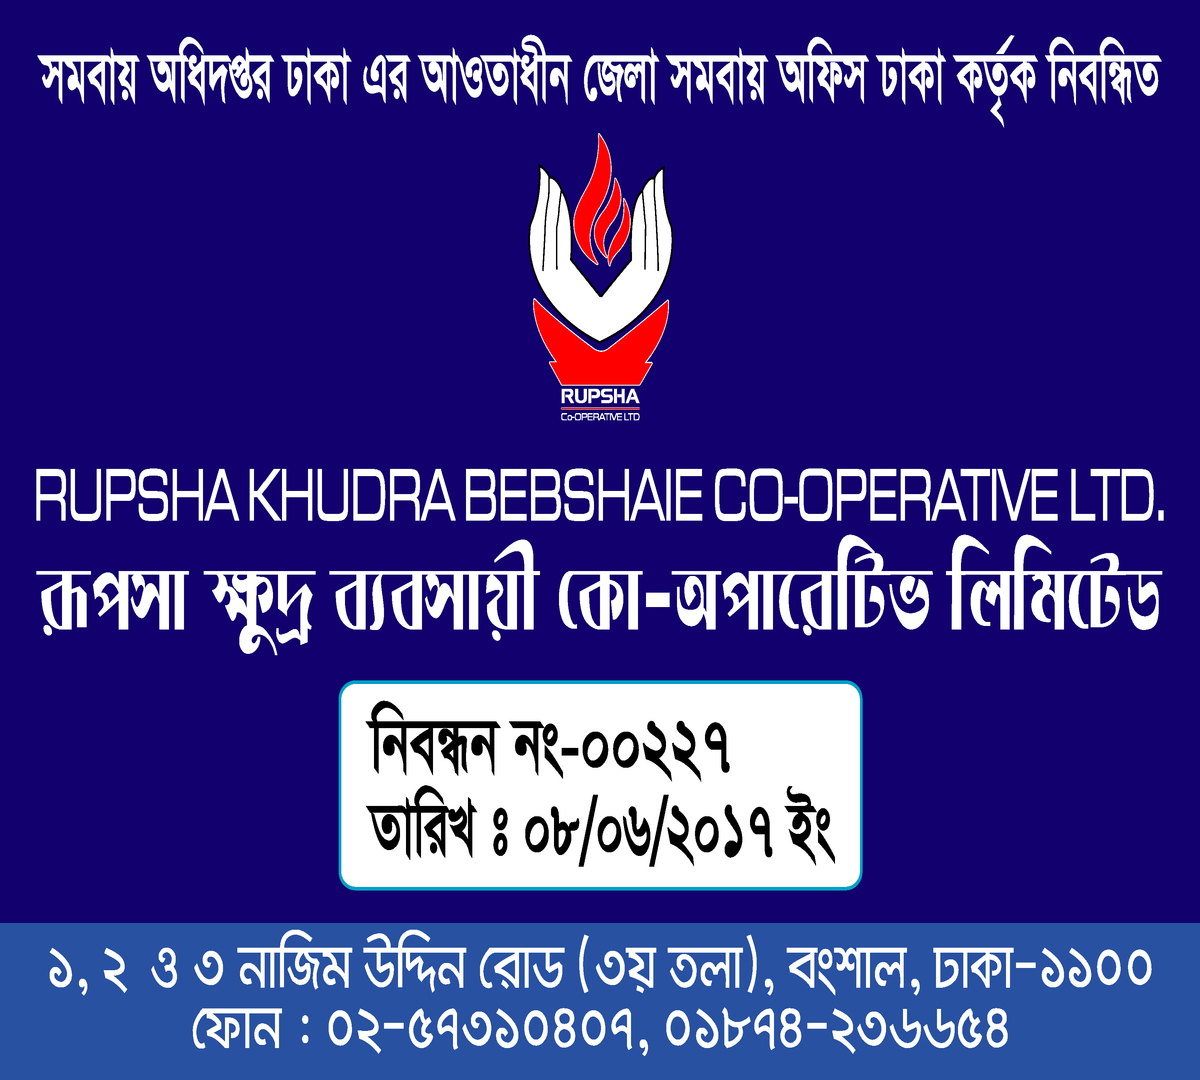 সমবায় অধিদপ্তর ঢাকা এর আওতাধীন জেলা সমবায় অফিস ঢাকা কর্তৃক নিবন্ধিত
RUPSHA
Co-OPERATIVE LTD
RUPSHA KHUDRA BEBSHAIE CO-OPERATIVE LTD.
রূপসা ক্ষুদ্র ব্যবসায়ী কো-অপারেটিভ লিমিটেড
নিবন্ধন নং-০০২২৭
তারিখ ঃ ০৮/০৬/২০১৭ ইং
১, ২ ও ৩ নাজিম উদ্দিন রোড (৩য় তলা), বংশাল, ঢাকা-১১০০
ফোন : ০২-৫৭৩১০৪০৭, ০১৮৭৪-২৩৬৬৫৪